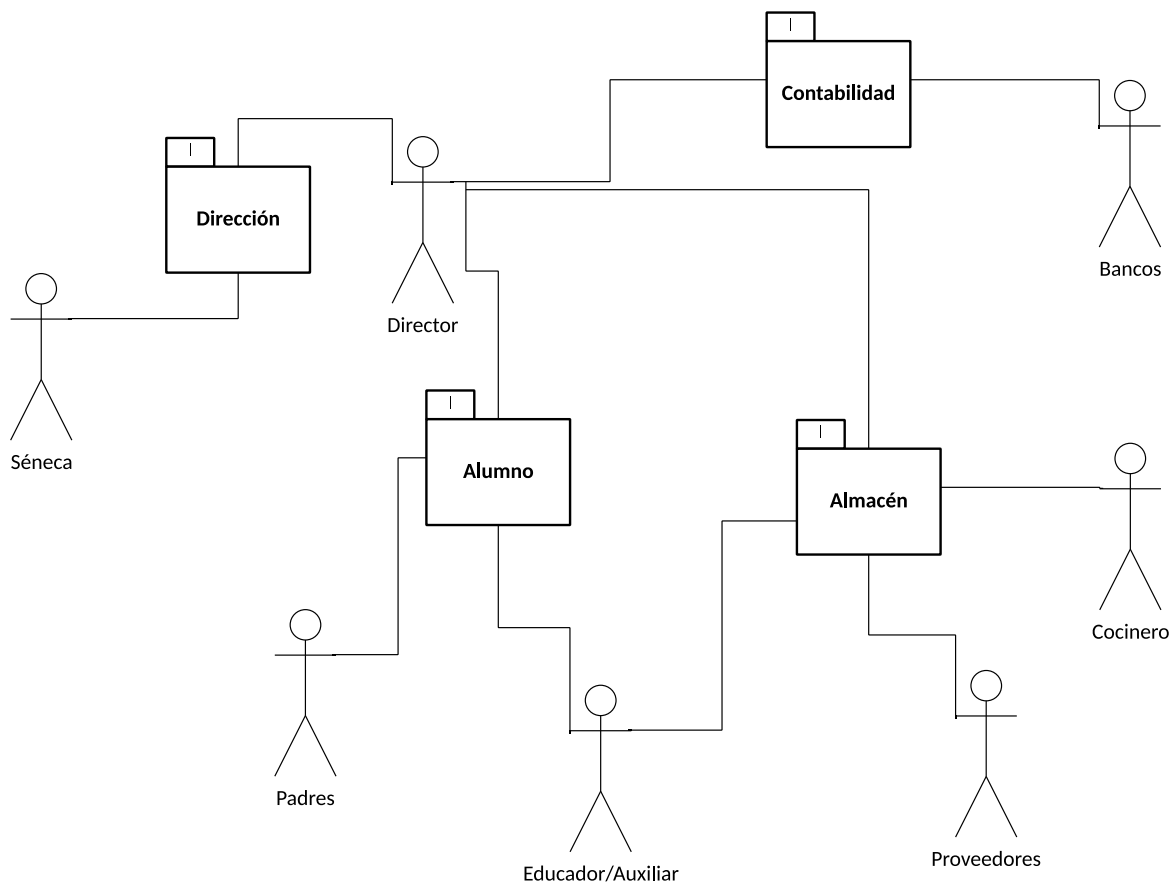 Contabilidad
Dirección
Bancos
Director
Séneca
Alumno
Almacén
Cocinero
Padres
Proveedores
Educador/Auxiliar